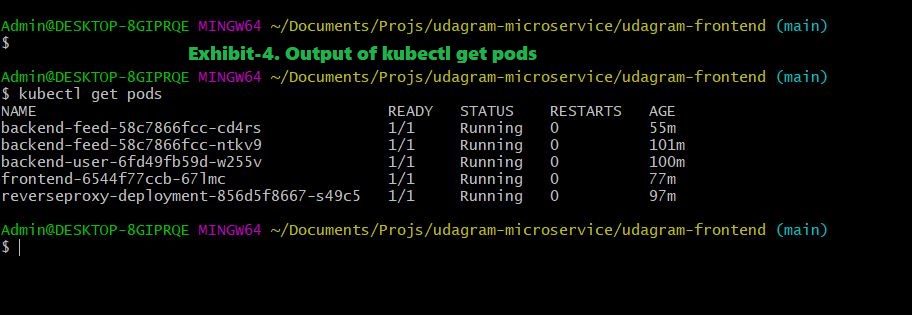 Admin@DESKTOP-8GIPRQE MINGW64 ~/Documents/Projs/udagram-microservice/udagram-frontend (main)
$
Exhibit-4. Output of kubectl get pods
Admin@DESKTOP-8GIPRQE MINGW64 ~/Documents/Projs/udagram-microservice/udagram-frontend (main)
$ kubectl get pods
NAME READY STATUS RESTARTS AGE
backend-feed-58c7866fcc-cd4rs 1/1 Running 0 55m
backend-feed-58c7866fcc-ntkv9 1/1 Running 0 101m
backend-user-6fd49fb59d-w255v 1/1 Running 0 100m
frontend-6544f77ccb-67lmc 1/1 Running 0 77m
reverseproxy-deployment-856d5f8667-s49c5 1/1 Running 0 97m
Admin@DESKTOP-8GIPRQE MINGW64 ~/Documents/Projs/udagram-microservice/udagram-frontend (main)
$